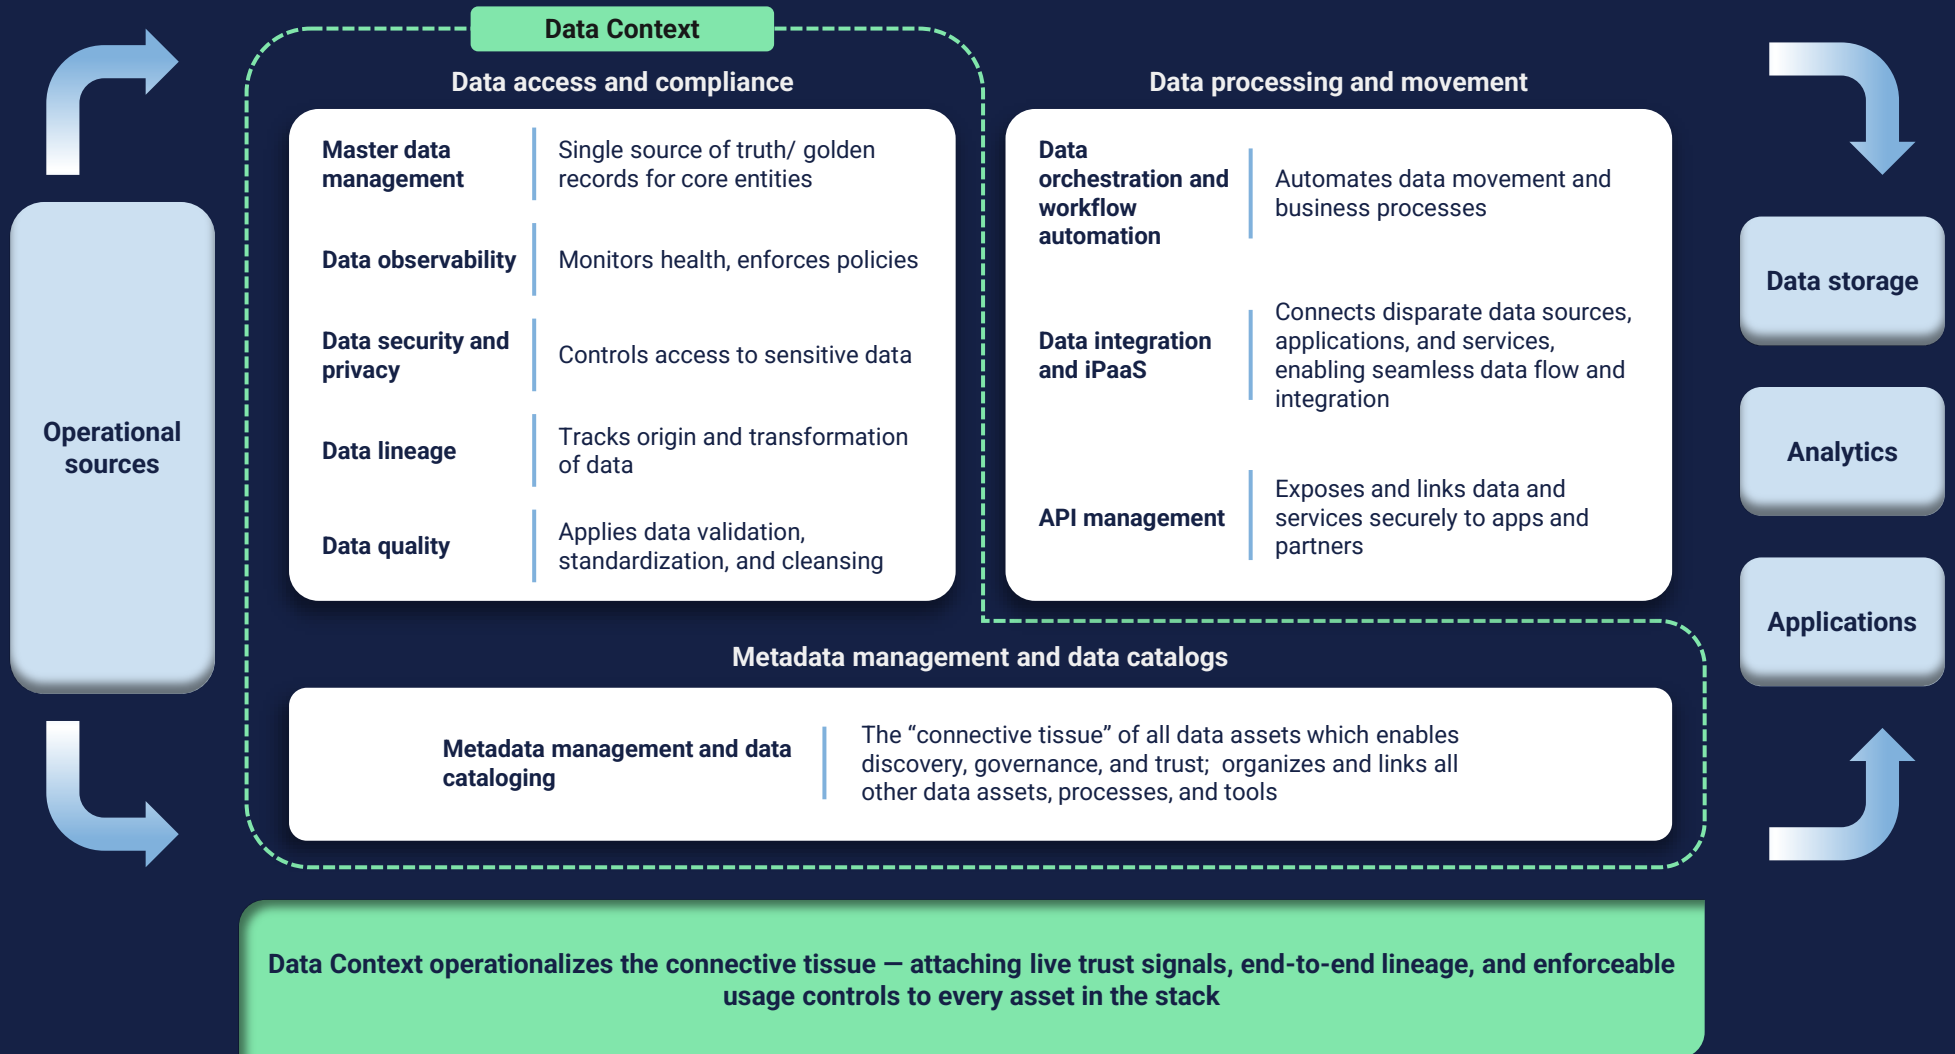 Data Context
Data access and compliance
Master data
management
Single source of truth/ golden
records for core entities
Data observability
Monitors health, enforces policies
Data security and
privacy
Controls access to sensitive data
Data lineage
Tracks origin and transformation
of data
Data quality
Applies data validation,
standardization, and cleansing
Data processing and movement
Data
orchestration and
workflow
automation
Automates data movement and
business processes
Data integration
and iPaaS
Connects disparate data sources,
applications, and services,
enabling seamless data flow and
integration
API management
Exposes and links data and
services securely to apps and
partners
Operational
sources
Data storage
Analytics
Applications
Metadata management and data catalogs
Metadata management and data
cataloging
The “connective tissue” of all data assets which enables
discovery, governance, and trust;  organizes and links all
other data assets, processes, and tools
Data Context operationalizes the connective tissue — attaching live trust signals, end-to-end lineage, and enforceable
usage controls to every asset in the stack